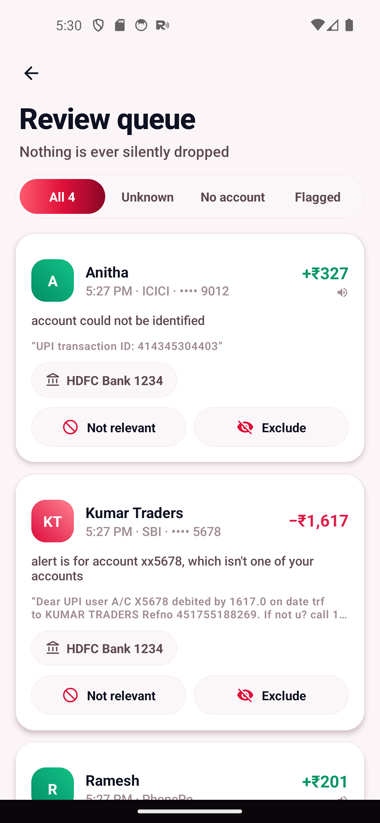 5:30
Review queue
Nothing is ever silently dropped
All 4 Unknown No account Flagged
A Anitha +₹327
5:27 PM · ICICI · •••• 9012
account could not be identified
"UPI transaction ID: 414345304403"
HDFC Bank 1234
Not relevant Exclude
KT Kumar Traders −₹1,617
5:27 PM · SBI · •••• 5678
alert is for account xx5678, which isn't one of your
accounts
"Dear UPI user A/C X5678 debited by 1617.0 on date trf
to KUMAR TRADERS Refno 451755188269. If not u? call 1…
HDFC Bank 1234
Not relevant Exclude
R Ramesh +₹201
5:27 PM · PhonePe